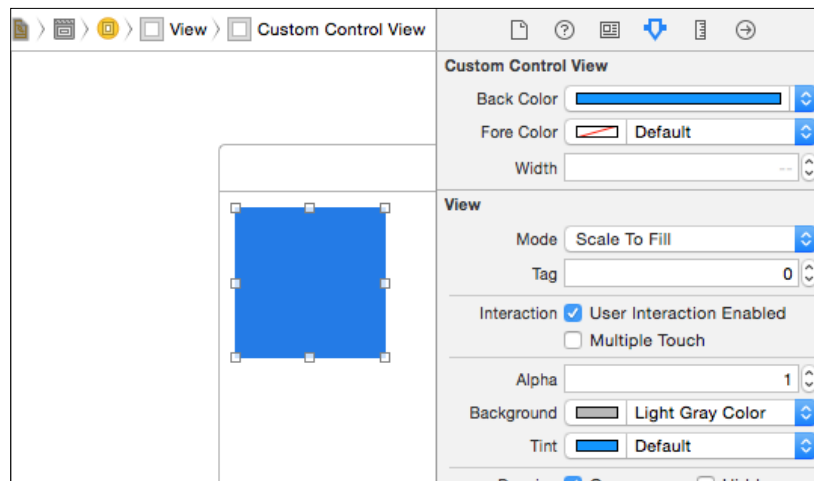 View
Custom Control View
Custom Control View
Back Color
Fore Color Default
Width --
View
Mode Scale To Fill
Tag 0
Interaction User Interaction Enabled
Multiple Touch
Alpha 1
Background Light Gray Color
Tint Default